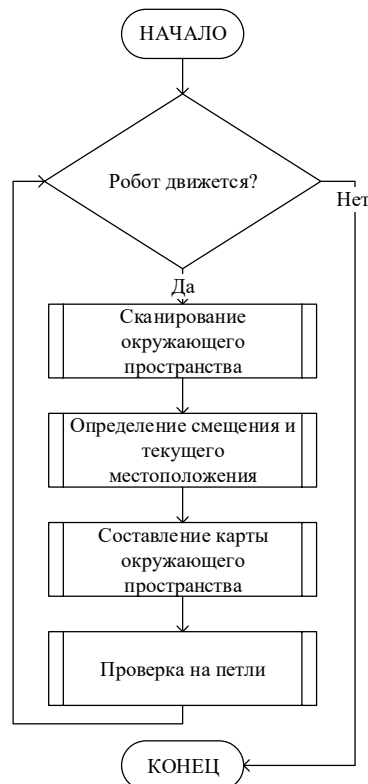 НАЧАЛО
Робот движется?
Нет
Да
Сканирование
окружающего
пространства
Определение смещения и
текущего
местоположения
Составление карты
окружающего
пространства
Проверка на петли
КОНЕЦ